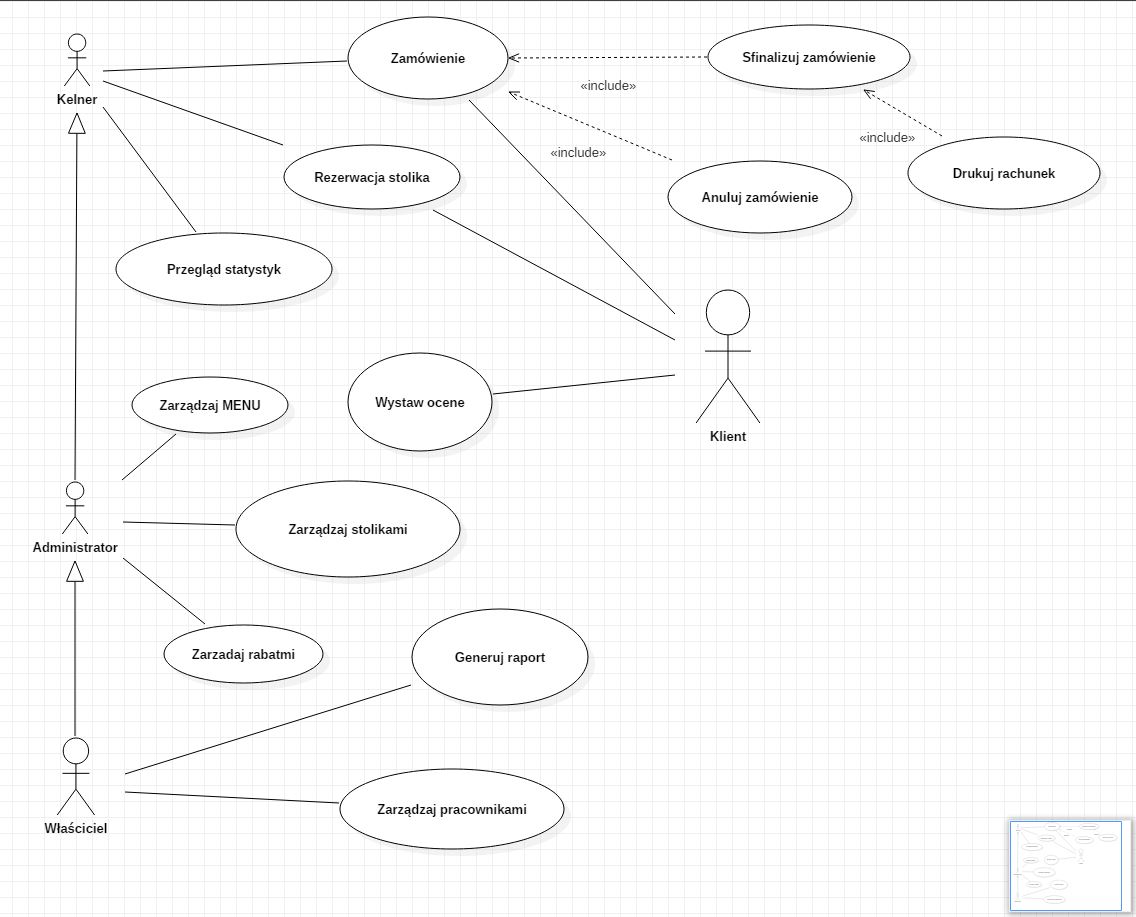 Zamówienie
Sfinalizuj zamówienie
«include»
Kelner
«include»
«include»
Rezerwacja stolika
Drukuj rachunek
Anuluj zamówienie
Przegląd statystyk
Zarządzaj MENU
Wystaw ocene
Klient
Zarządzaj stolikami
Administrator
Zarzadaj rabatmi
Generuj raport
Zarządzaj pracownikami
Właściciel